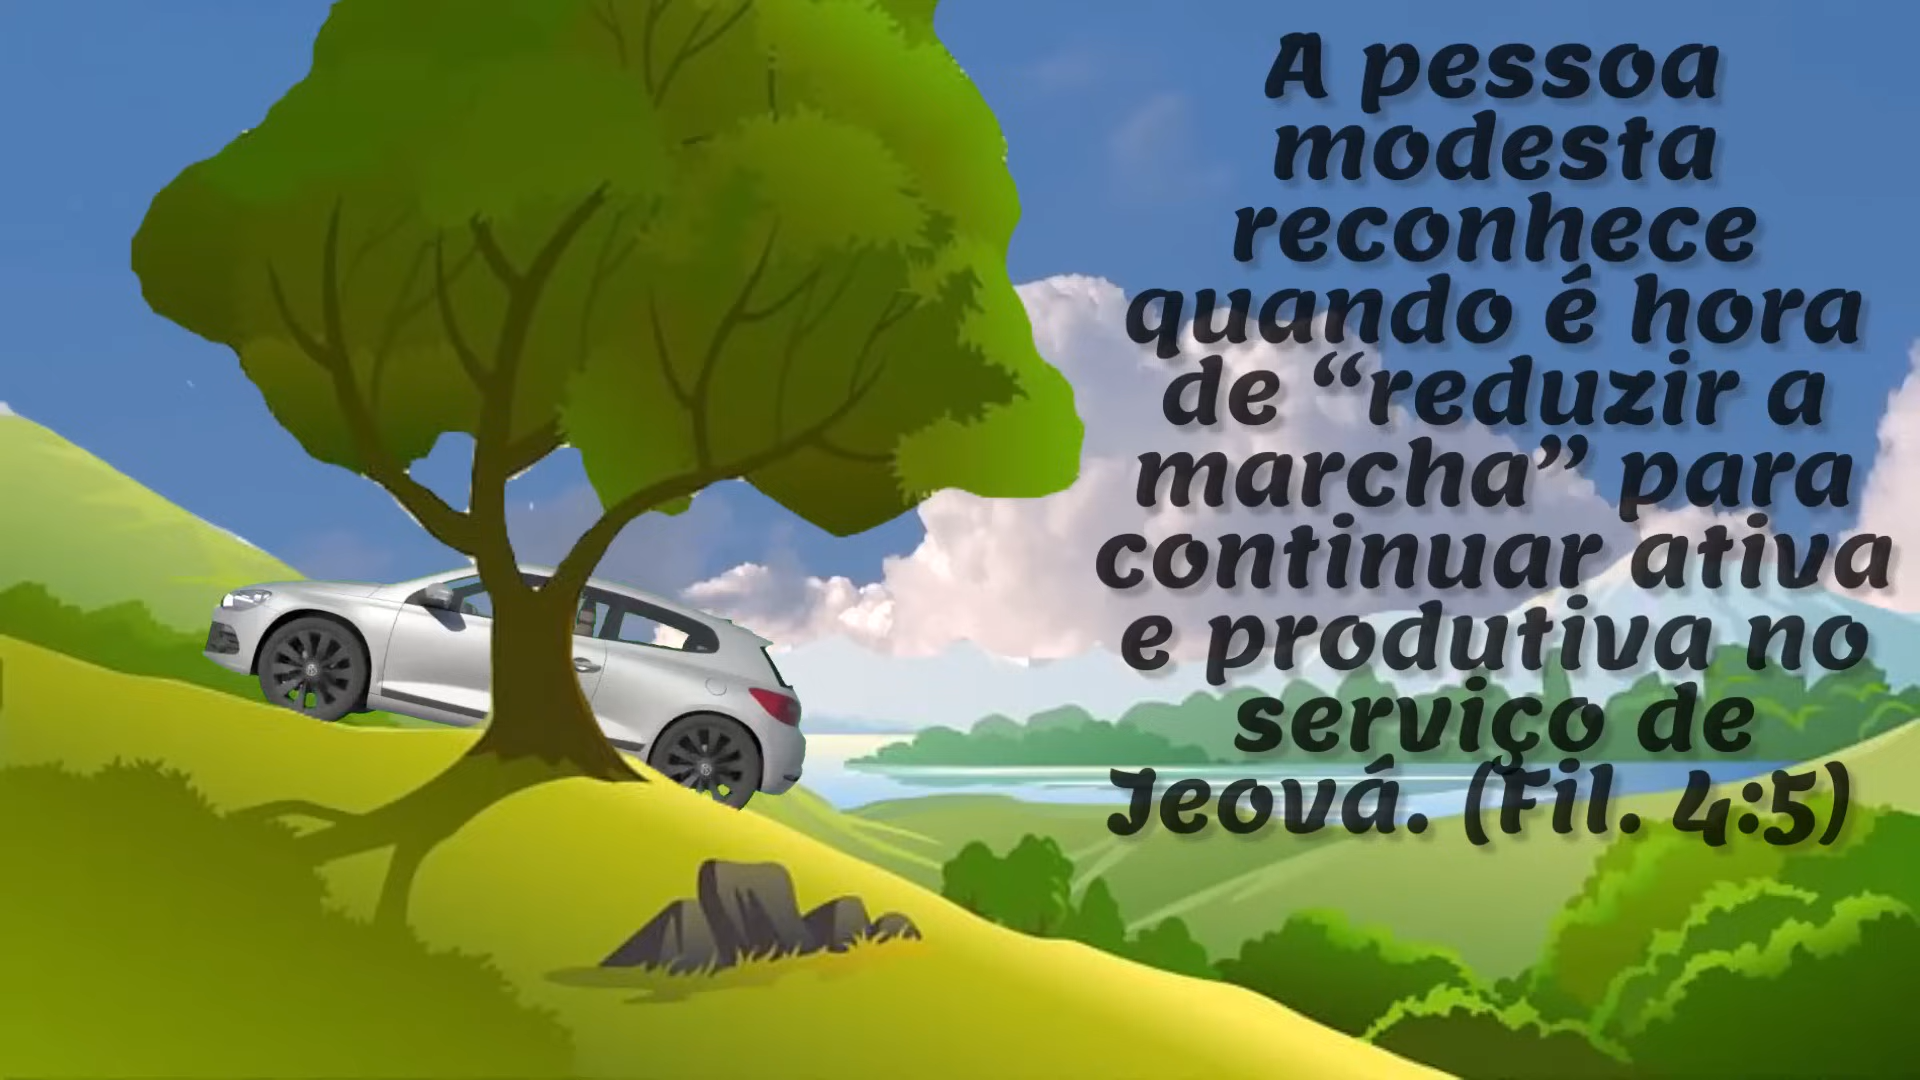 A pessoa
modesta
reconhece
quando é hora
de “reduzir a
marcha” para
continuar ativa
e produtiva no
serviço de
Jeová. (Fil. 4:5)